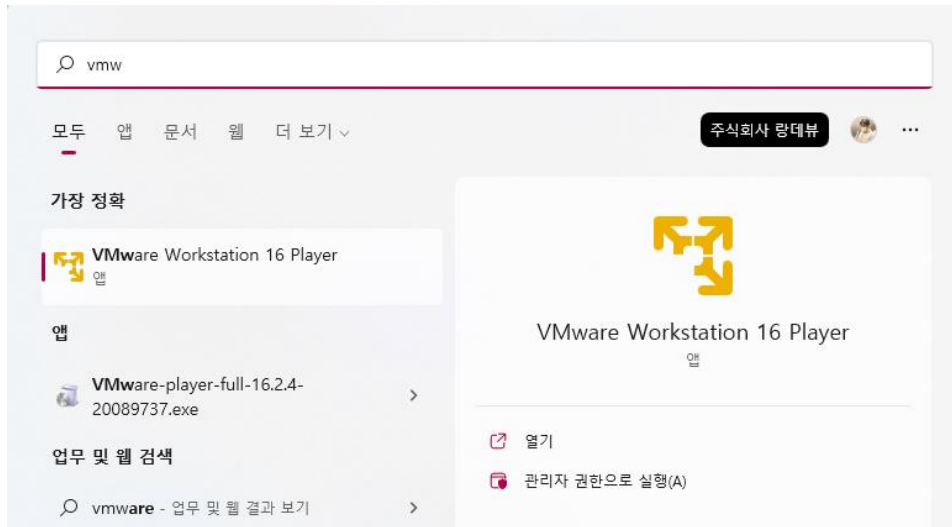 vmw
모두 앱 문서 웹 더 보기
주식회사 랑데뷰
가장 정확
VMware Workstation 16 Player
앱
앱
VMware-player-full-16.2.4-
20089737.exe
업무 및 웹 검색
vmware - 업무 및 웹 결과 보기
VMware Workstation 16 Player
앱
열기
관리자 권한으로 실행(A)